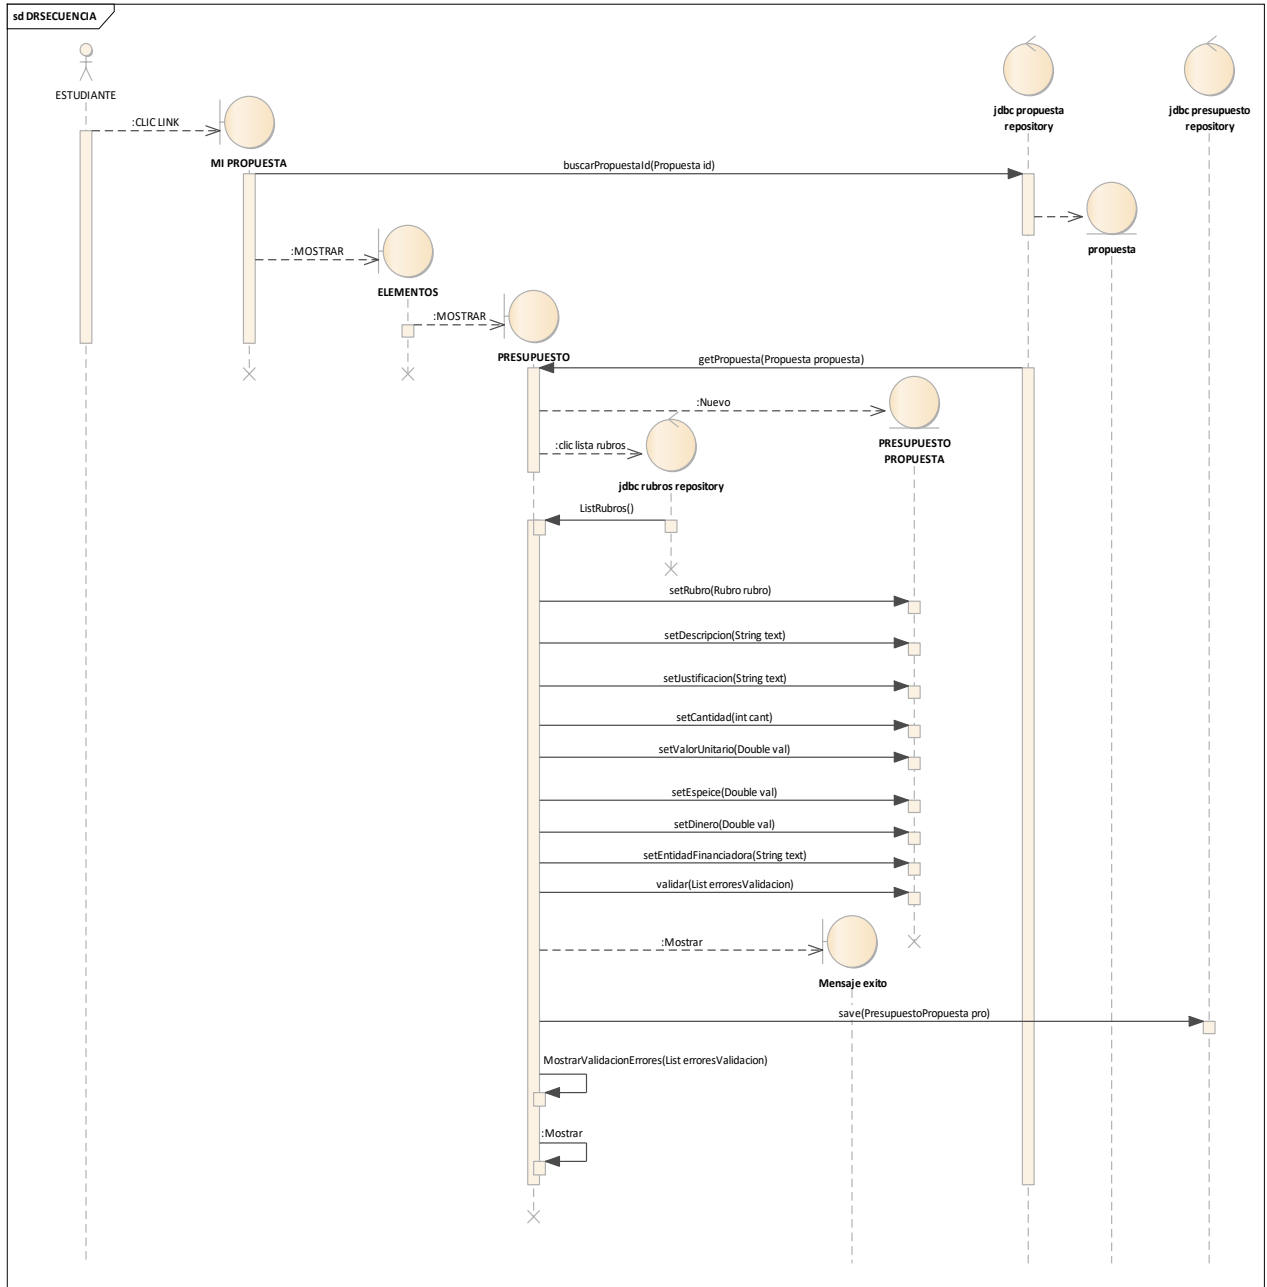 sd DRSECUENCIA
ESTUDIANTE
jdbc propuesta
repository
jdbc presupuesto
repository
:CLIC LINK
MI PROPUESTA
buscarPropuestaId(Propuesta id)
propuesta
:MOSTRAR
ELEMENTOS
:MOSTRAR
PRESUPUESTO
getPropuesta(Propuesta propuesta)
:Nuevo
PRESUPUESTO
PROPUESTA
:clic lista rubros
jdbc rubros repository
ListRubros()
setRubro(Rubro rubro)
setDescripcion(String text)
setJustificacion(String text)
setCantidad(int cant)
setValorUnitario(Double val)
setEspeice(Double val)
setDinero(Double val)
setEntidadFinanciadora(String text)
validar(List erroresValidacion)
:Mostrar
Mensaje exito
save(PresupuestoPropuesta pro)
MostrarValidacionErrores(List erroresValidacion)
:Mostrar